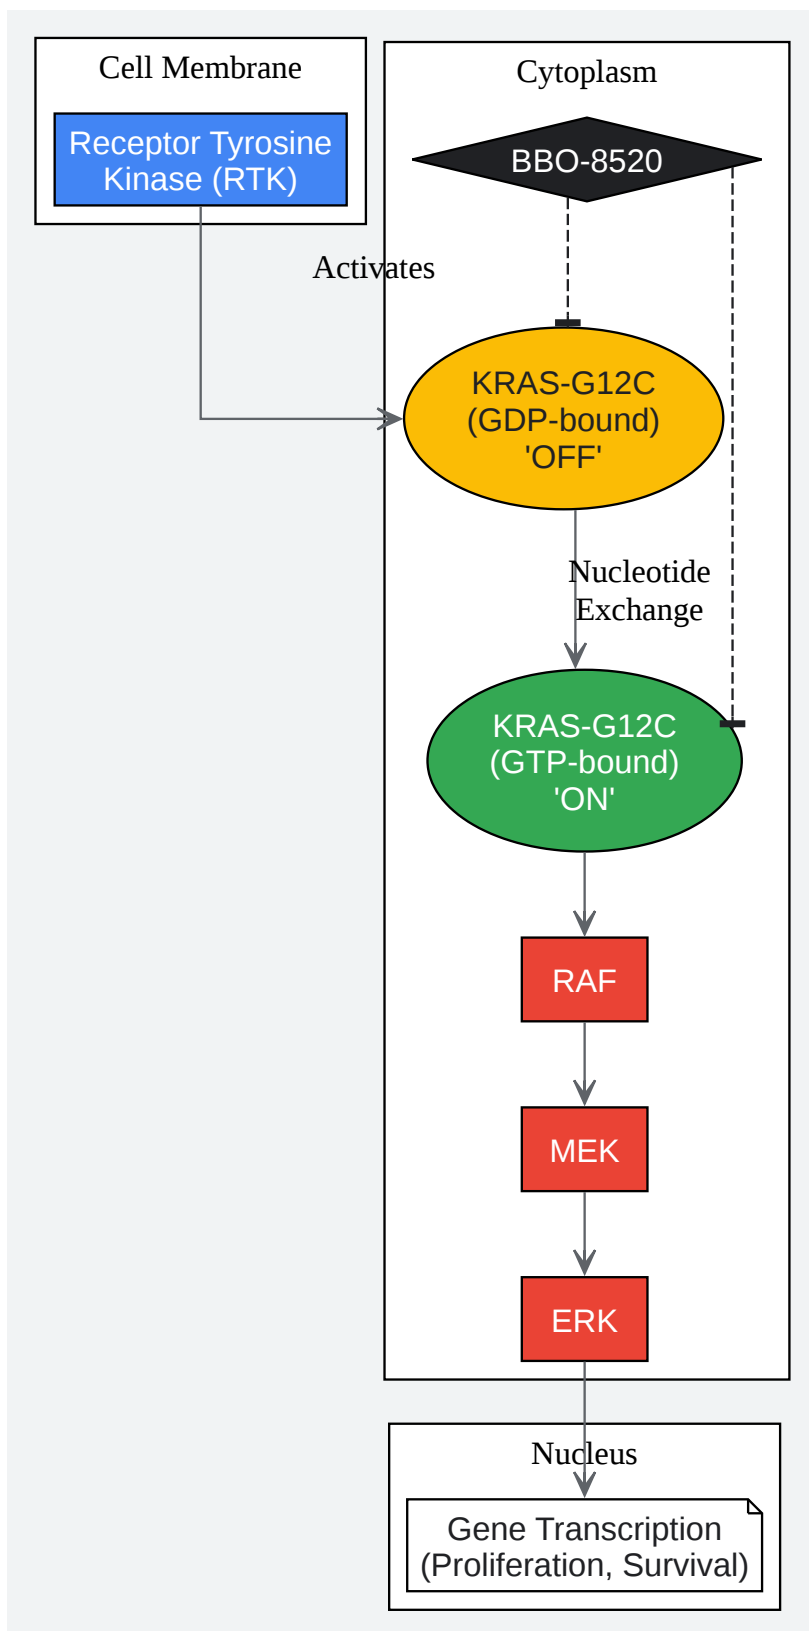 Cell Membrane
Receptor Tyrosine
Kinase (RTK)
Cytoplasm
BBO-8520
Activates
KRAS-G12C
(GDP-bound)
'OFF'
Nucleotide
Exchange
KRAS-G12C
(GTP-bound)
'ON'
RAF
MEK
ERK
Nucleus
Gene Transcription
(Proliferation, Survival)